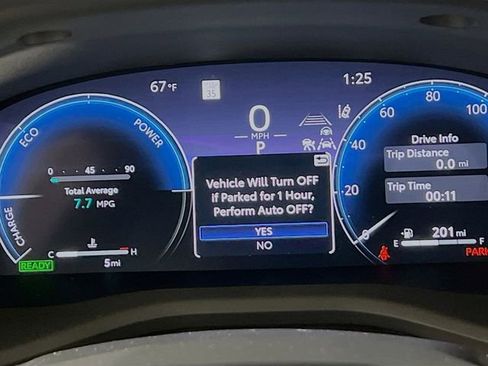 67°F
35
0
MPH
P
1:25
ECO
POWER
CHARGE
0 45 90
Total Average
7.7 MPG
C H
READY
5mi
Vehicle Will Turn OFF
if Parked for 1 Hour,
Perform Auto OFF?
YES
NO
80
100
60
40
20
0
Drive Info
Trip Distance
0.0 mi
Trip Time
00:11
E F
201 mi
PARK